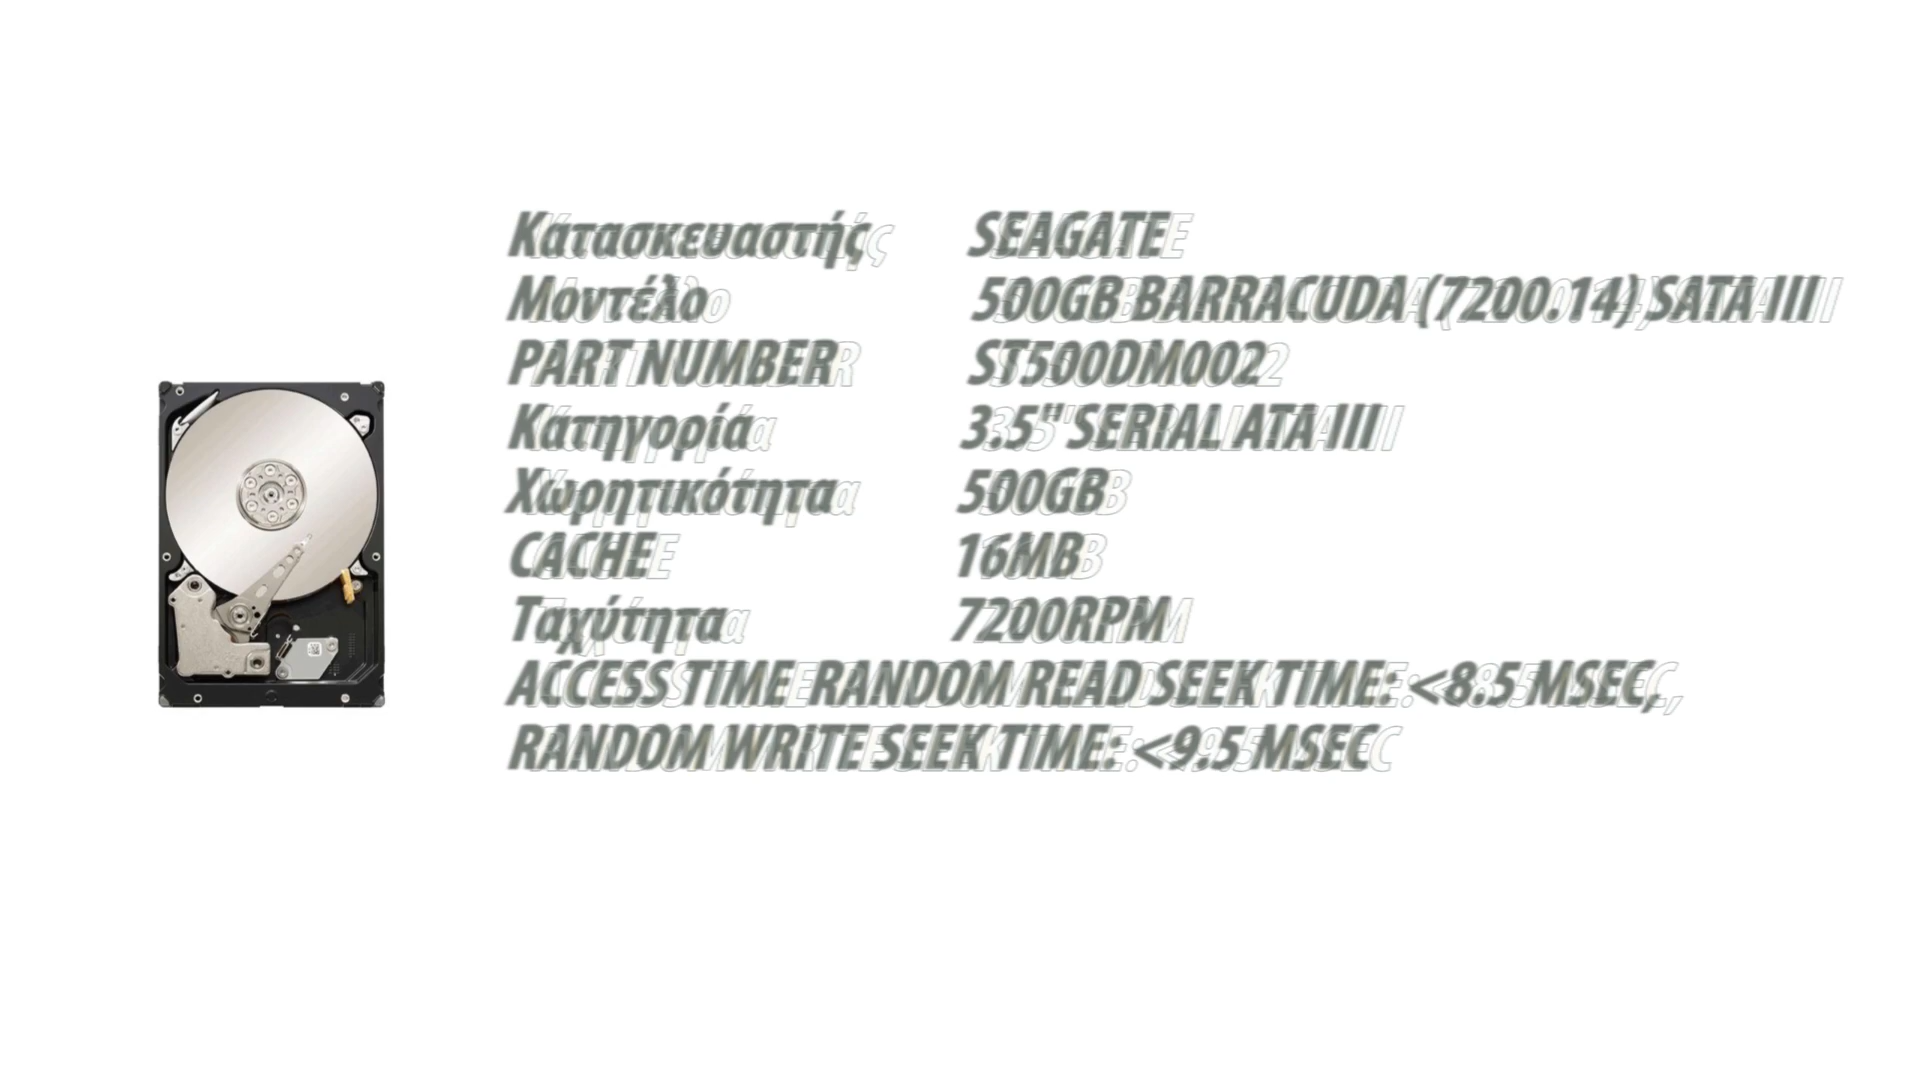 Κατασκευαστής SEAGATE
Μοντέλο 500GB BARRACUDA (7200.14) SATA III
PART NUMBER ST500DM002
Κατηγορία 3.5" SERIAL ATA III
Χωρητικότητα 500GB
CACHE 16MB
Ταχύτητα 7200RPM
ACCESS TIME RANDOM READ SEEK TIME: <8.5 MSEC,
RANDOM WRITE SEEK TIME: <9.5 MSEC